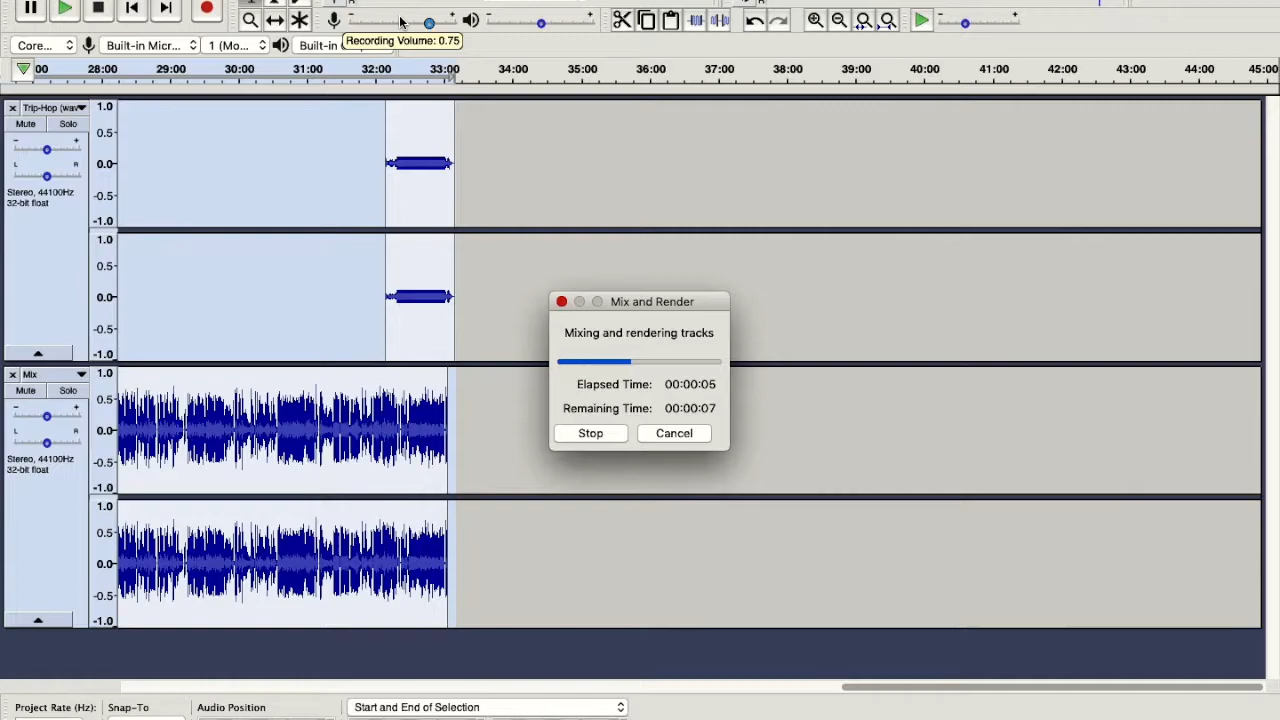 Recording Volume: 0.75
Core...
Built-in Micr...
1 (Mo...
Built-in
00 28:00 29:00 30:00 31:00 32:00 33:00 34:00 35:00 36:00 37:00 38:00 39:00 40:00 41:00 42:00 43:00 44:00 45:00
Trip-Hop (wav
Mute Solo
- +
L R
Stereo, 44100Hz
32-bit float
1.0
0.5
0.0-
-0.5
-1.0
1.0
0.5
0.0-
-0.5
-1.0
Mix and Render
Mixing and rendering tracks
Elapsed Time: 00:00:05
Remaining Time: 00:00:07
Stop Cancel
Mix
Mute Solo
- +
L R
Stereo, 44100Hz
32-bit float
1.0
0.5
0.0-
-0.5
-1.0
1.0
0.5
0.0-
-0.5
-1.0
Project Rate (Hz): Snap-To Audio Position Start and End of Selection